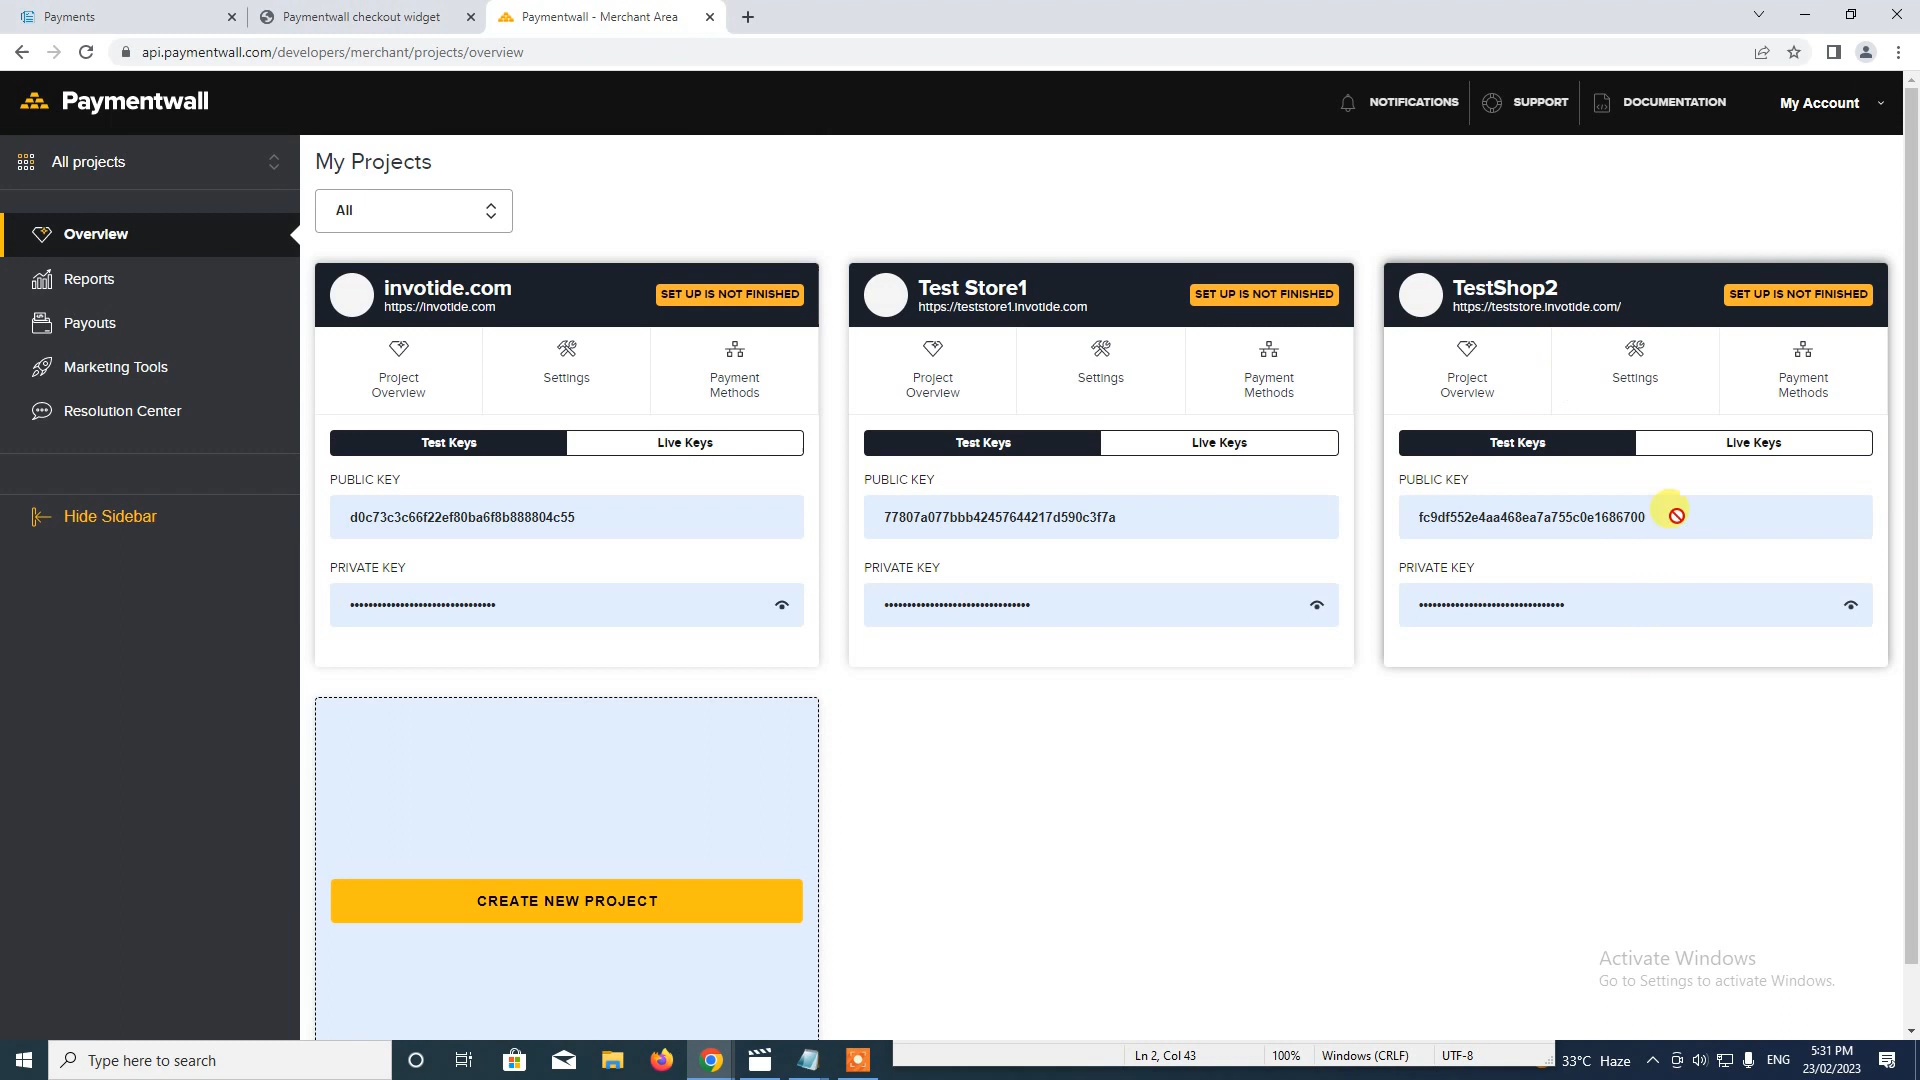 Payments
Paymentwall checkout widget
Paymentwall - Merchant Area
api.paymentwall.com/developers/merchant/projects/overview
Paymentwall
NOTIFICATIONS
SUPPORT
DOCUMENTATION
My Account
All projects
Overview
Reports
Payouts
Marketing Tools
Resolution Center
Hide Sidebar
My Projects
All
invotide.com
https://invotide.com
SET UP IS NOT FINISHED
Project Overview
Settings
Payment Methods
Test Keys
Live Keys
PUBLIC KEY
d0c73c3c66f22ef80ba6f8b888804c55
PRIVATE KEY
••••••••••••••••••••••••••••••••
Test Store1
https://teststore1.invotide.com
SET UP IS NOT FINISHED
Project Overview
Settings
Payment Methods
Test Keys
Live Keys
PUBLIC KEY
77807a077bbb42457644217d590c3f7a
PRIVATE KEY
••••••••••••••••••••••••••••••••
TestShop2
https://teststore.invotide.com/
SET UP IS NOT FINISHED
Project Overview
Settings
Payment Methods
Test Keys
Live Keys
PUBLIC KEY
fc9df552e4aa468ea7a755c0e1686700
PRIVATE KEY
••••••••••••••••••••••••••••••••
CREATE NEW PROJECT
Activate Windows
Go to Settings to activate Windows.
Type here to search
Ln 2, Col 43
100%
Windows (CRLF)
UTF-8
33°C Haze
ENG
5:31 PM
23/02/2023